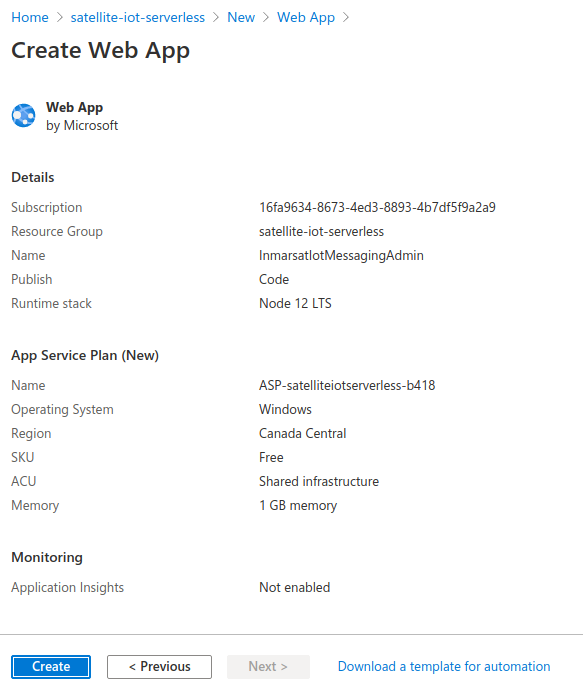 Home > satellite-iot-serverless > New > Web App >
Create Web App
Web App
by Microsoft
Details
Subscription 16fa9634-8673-4ed3-8893-4b7df5f9a2a9
Resource Group satellite-iot-serverless
Name InmarsatIotMessagingAdmin
Publish Code
Runtime stack Node 12 LTS
App Service Plan (New)
Name ASP-satelliteiotserverless-b418
Operating System Windows
Region Canada Central
SKU Free
ACU Shared infrastructure
Memory 1 GB memory
Monitoring
Application Insights Not enabled
Create < Previous Next > Download a template for automation